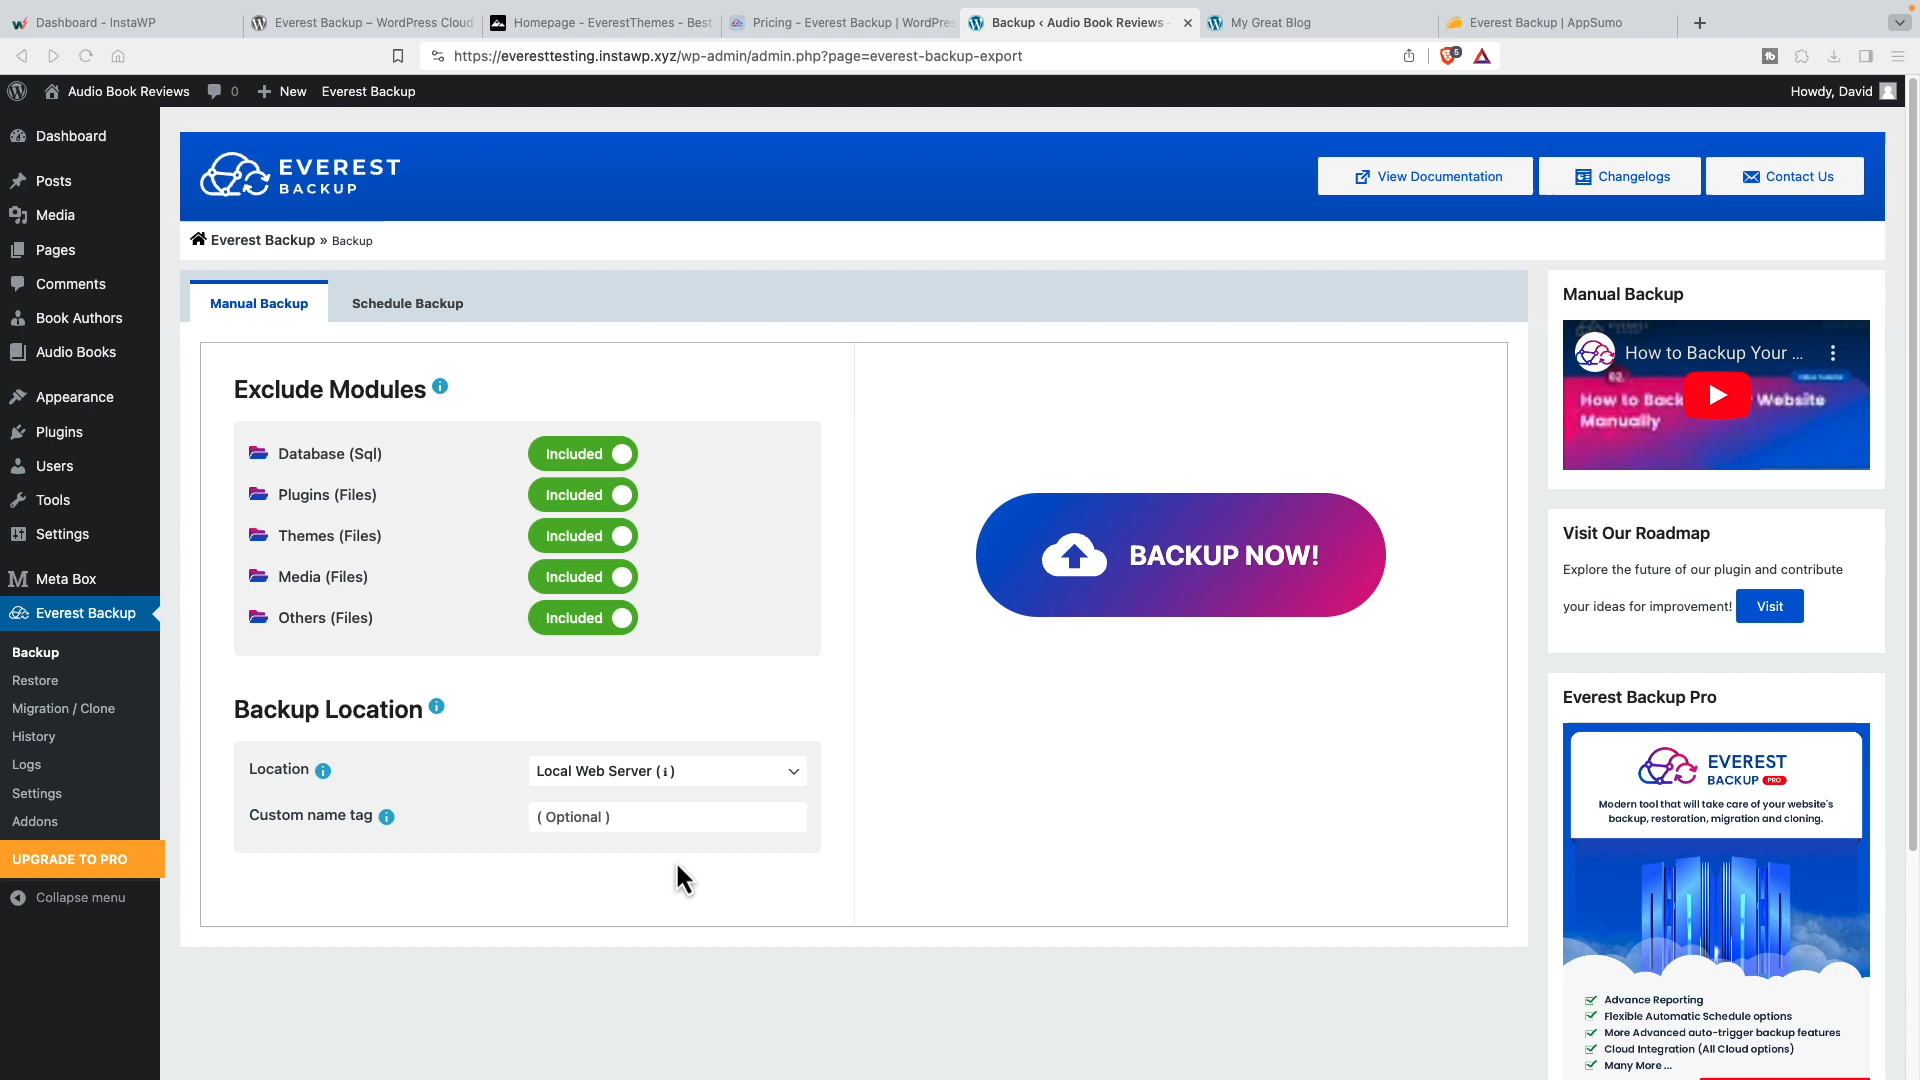 Dashboard - InstaWP
Everest Backup – WordPress Cloud
Homepage - EverestThemes - Best
Pricing - Everest Backup | WordPres
Backup ‹ Audio Book Reviews
My Great Blog
Everest Backup | AppSumo
https://everesttesting.instawp.xyz/wp-admin/admin.php?page=everest-backup-export
5
Audio Book Reviews
0
New
Everest Backup
Howdy, David
Dashboard
Posts
Media
Pages
Comments
Book Authors
Audio Books
Appearance
Plugins
Users
Tools
Settings
Meta Box
Everest Backup
Backup
Restore
Migration / Clone
History
Logs
Settings
Addons
UPGRADE TO PRO
Collapse menu
EVEREST
BACKUP
View Documentation
Changelogs
Contact Us
Everest Backup » Backup
Manual Backup
Schedule Backup
Exclude Modules
Database (Sql) Included
Plugins (Files) Included
Themes (Files) Included
Media (Files) Included
Others (Files) Included
Backup Location
Location Local Web Server (i)
Custom name tag ( Optional )
BACKUP NOW!
Manual Backup
How to Backup Your ...
02.
How to Back Website
Manually
Visit Our Roadmap
Explore the future of our plugin and contribute
your ideas for improvement! Visit
Everest Backup Pro
EVEREST
BACKUP PRO
Modern tool that will take care of your website's
backup, restoration, migration and cloning.
Advance Reporting
Flexible Automatic Schedule options
More Advanced auto-trigger backup features
Cloud Integration (All Cloud options)
Many More ...